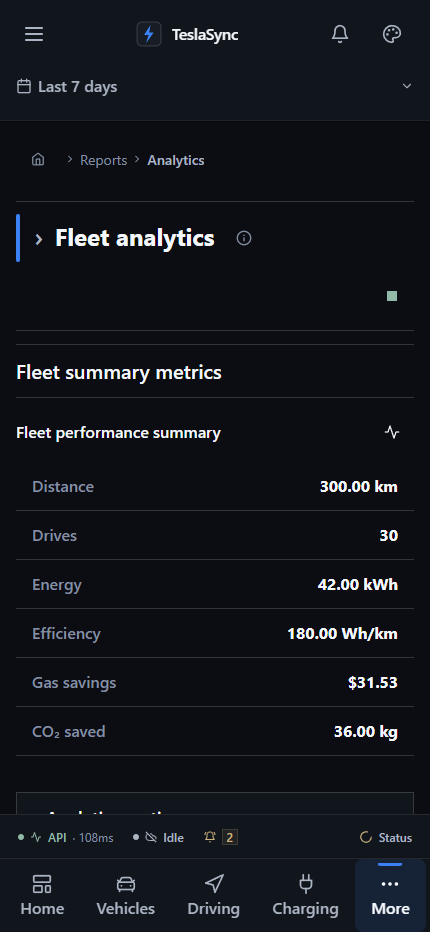 TeslaSync
Last 7 days
Reports
Analytics
Fleet analytics
Fleet summary metrics
Fleet performance summary
Distance 300.00 km
Drives 30
Energy 42.00 kWh
Efficiency 180.00 Wh/km
Gas savings $31.53
CO₂ saved 36.00 kg
API · 108ms Idle 2 Status
Home Vehicles Driving Charging More